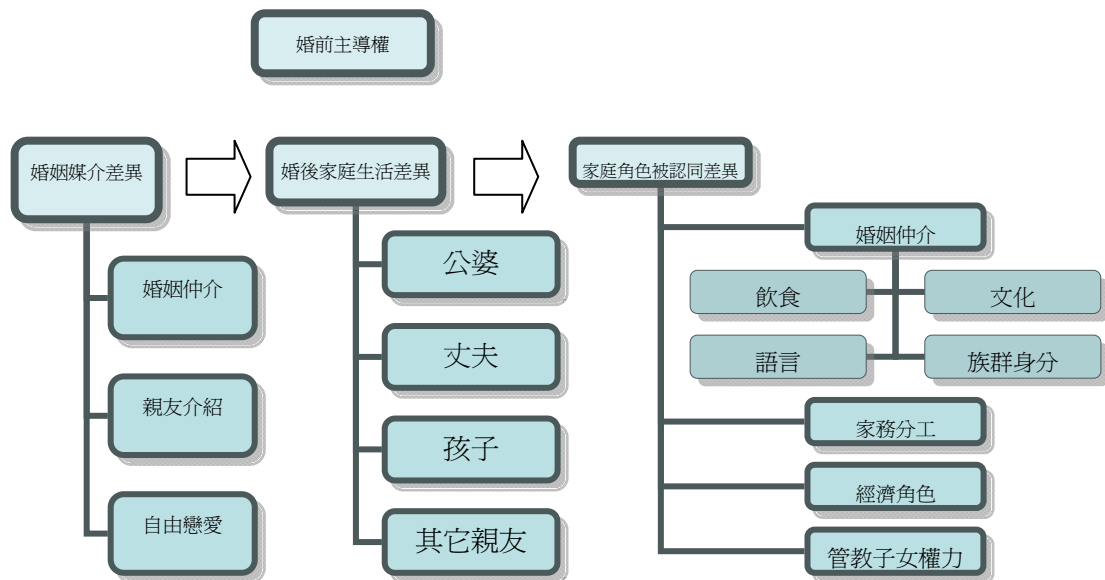 婚前主導權
婚姻媒介差異
婚姻仲介
親友介紹
自由戀愛
婚後家庭生活差異
公婆
丈夫
孩子
其它親友
家庭角色被認同差異
婚姻仲介
飲食
文化
語言
族群身分
家務分工
經濟角色
管教子女權力